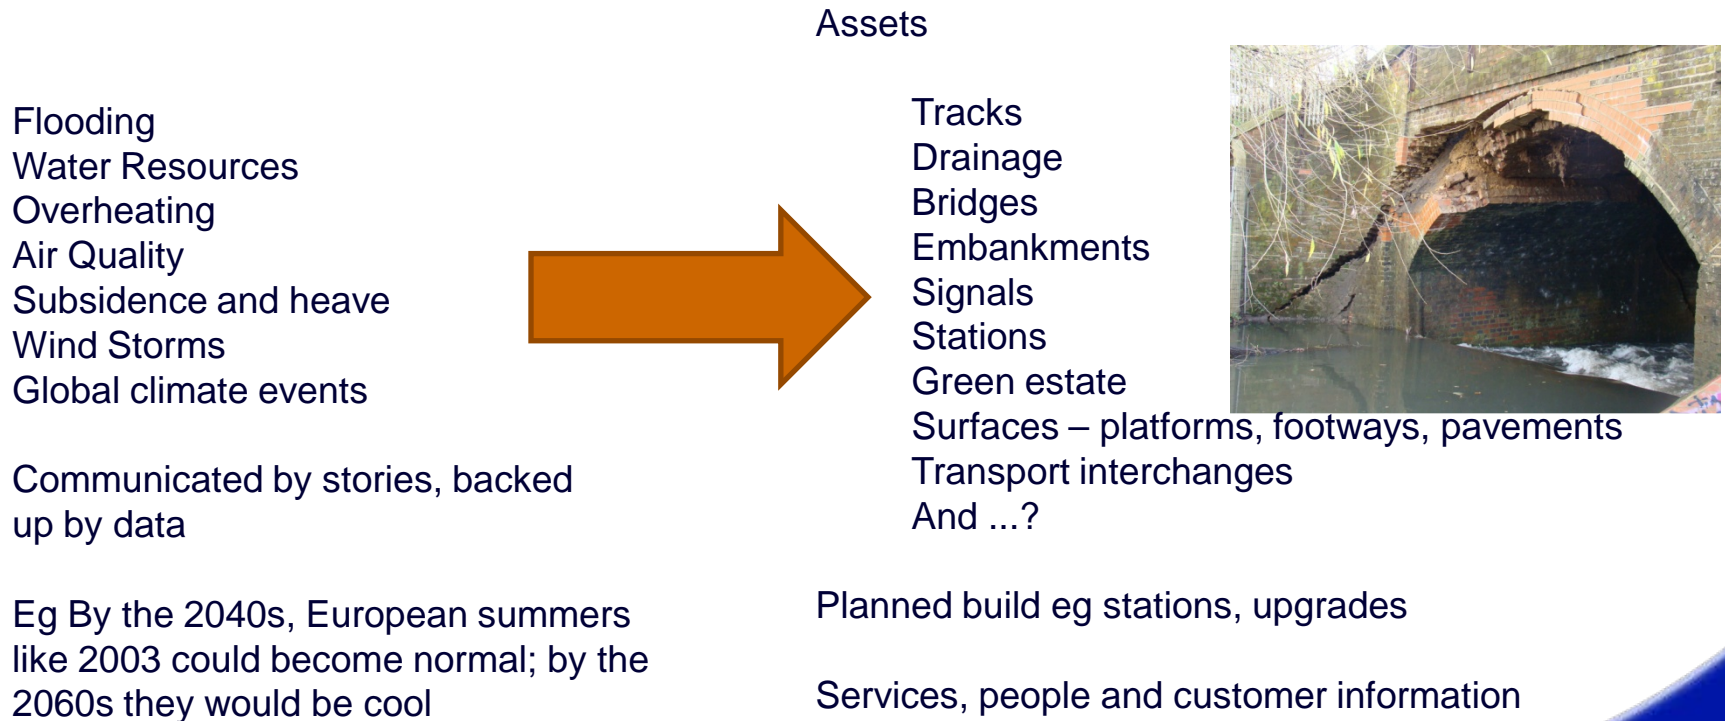 Flooding
Water Resources
Overheating
Air Quality
Subsidence and heave
Wind Storms
Global climate events
Communicated by stories, backed
up by data
Eg By the 2040s, European summers
like 2003 could become normal; by the
2060s they would be cool
Assets
Tracks
Drainage
Bridges
Embankments
Signals
Stations
Green estate
Surfaces – platforms, footways, pavements
Transport interchanges
And ...?
Planned build eg stations, upgrades
Services, people and customer information